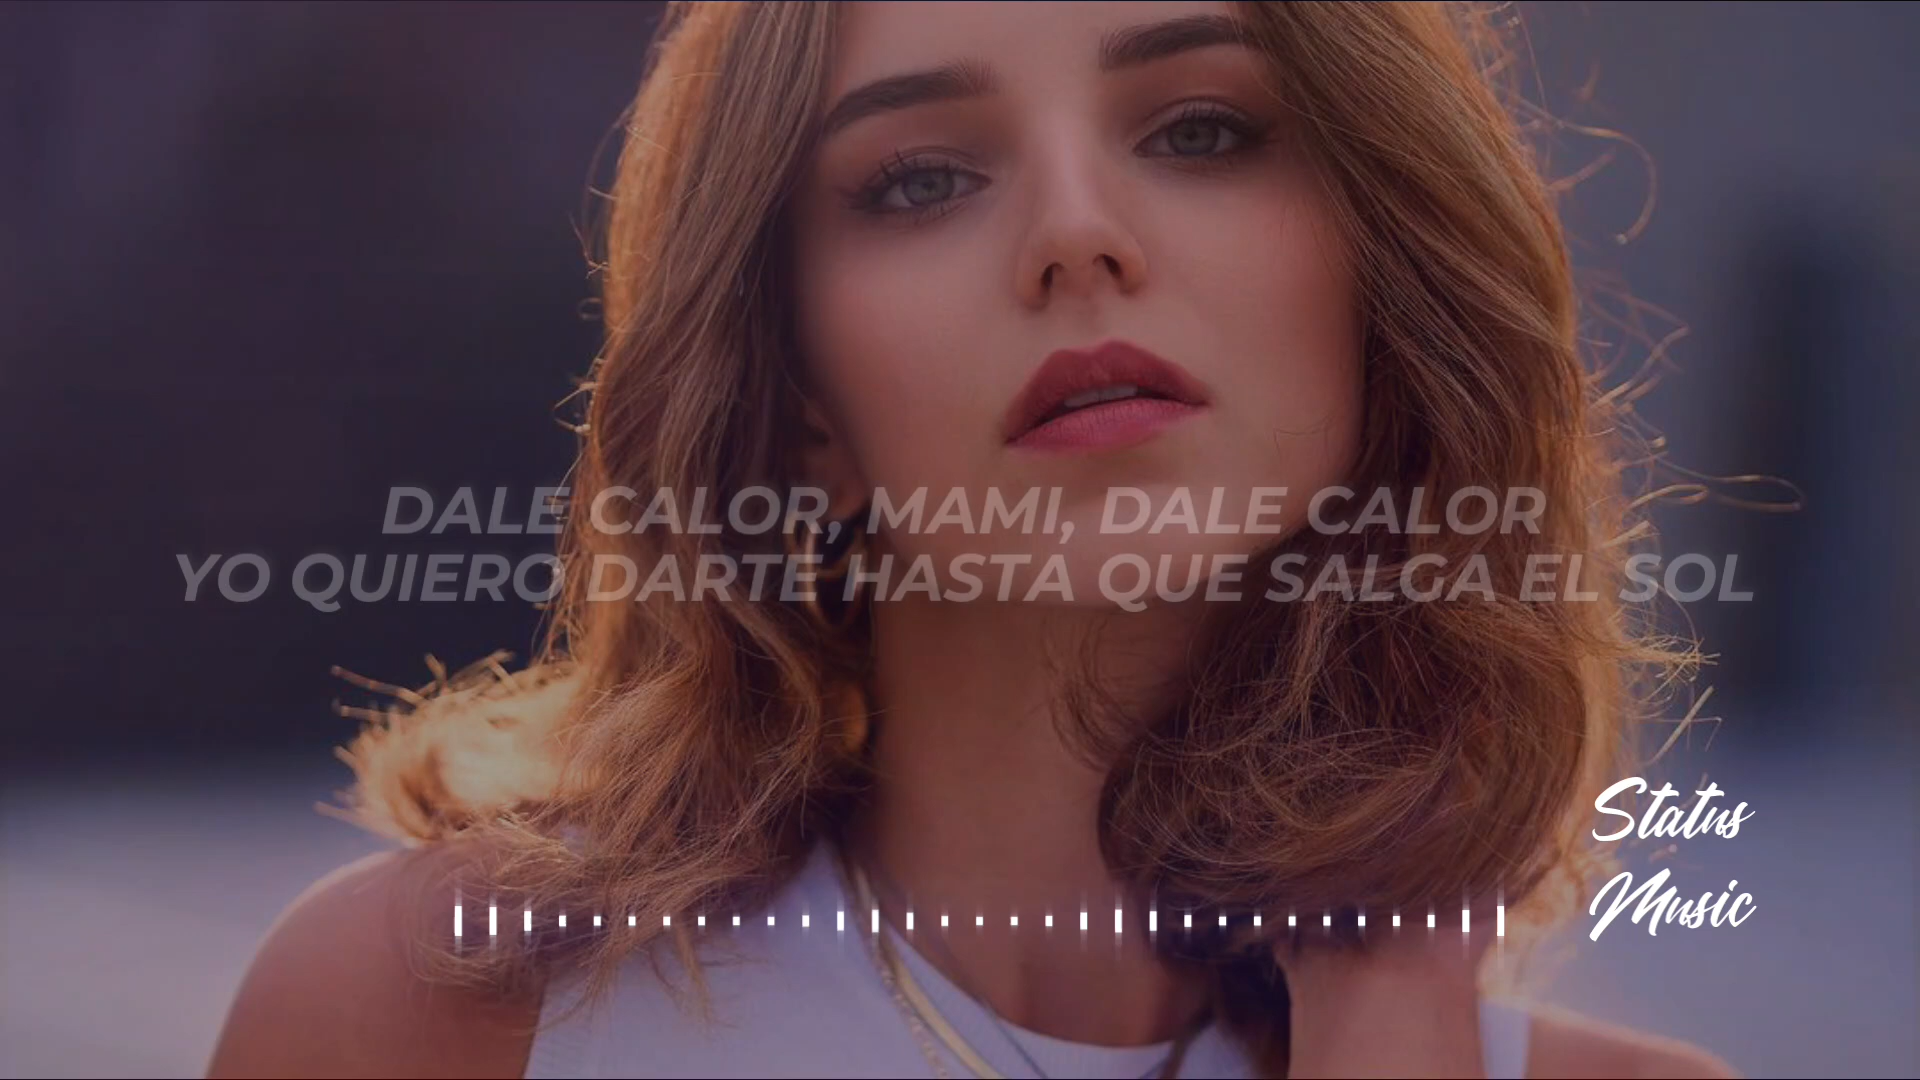 DALE CALOR, MAMI, DALE CALOR
YO QUIERO DARTE HASTA QUE SALGA EL SOL
Status
Music